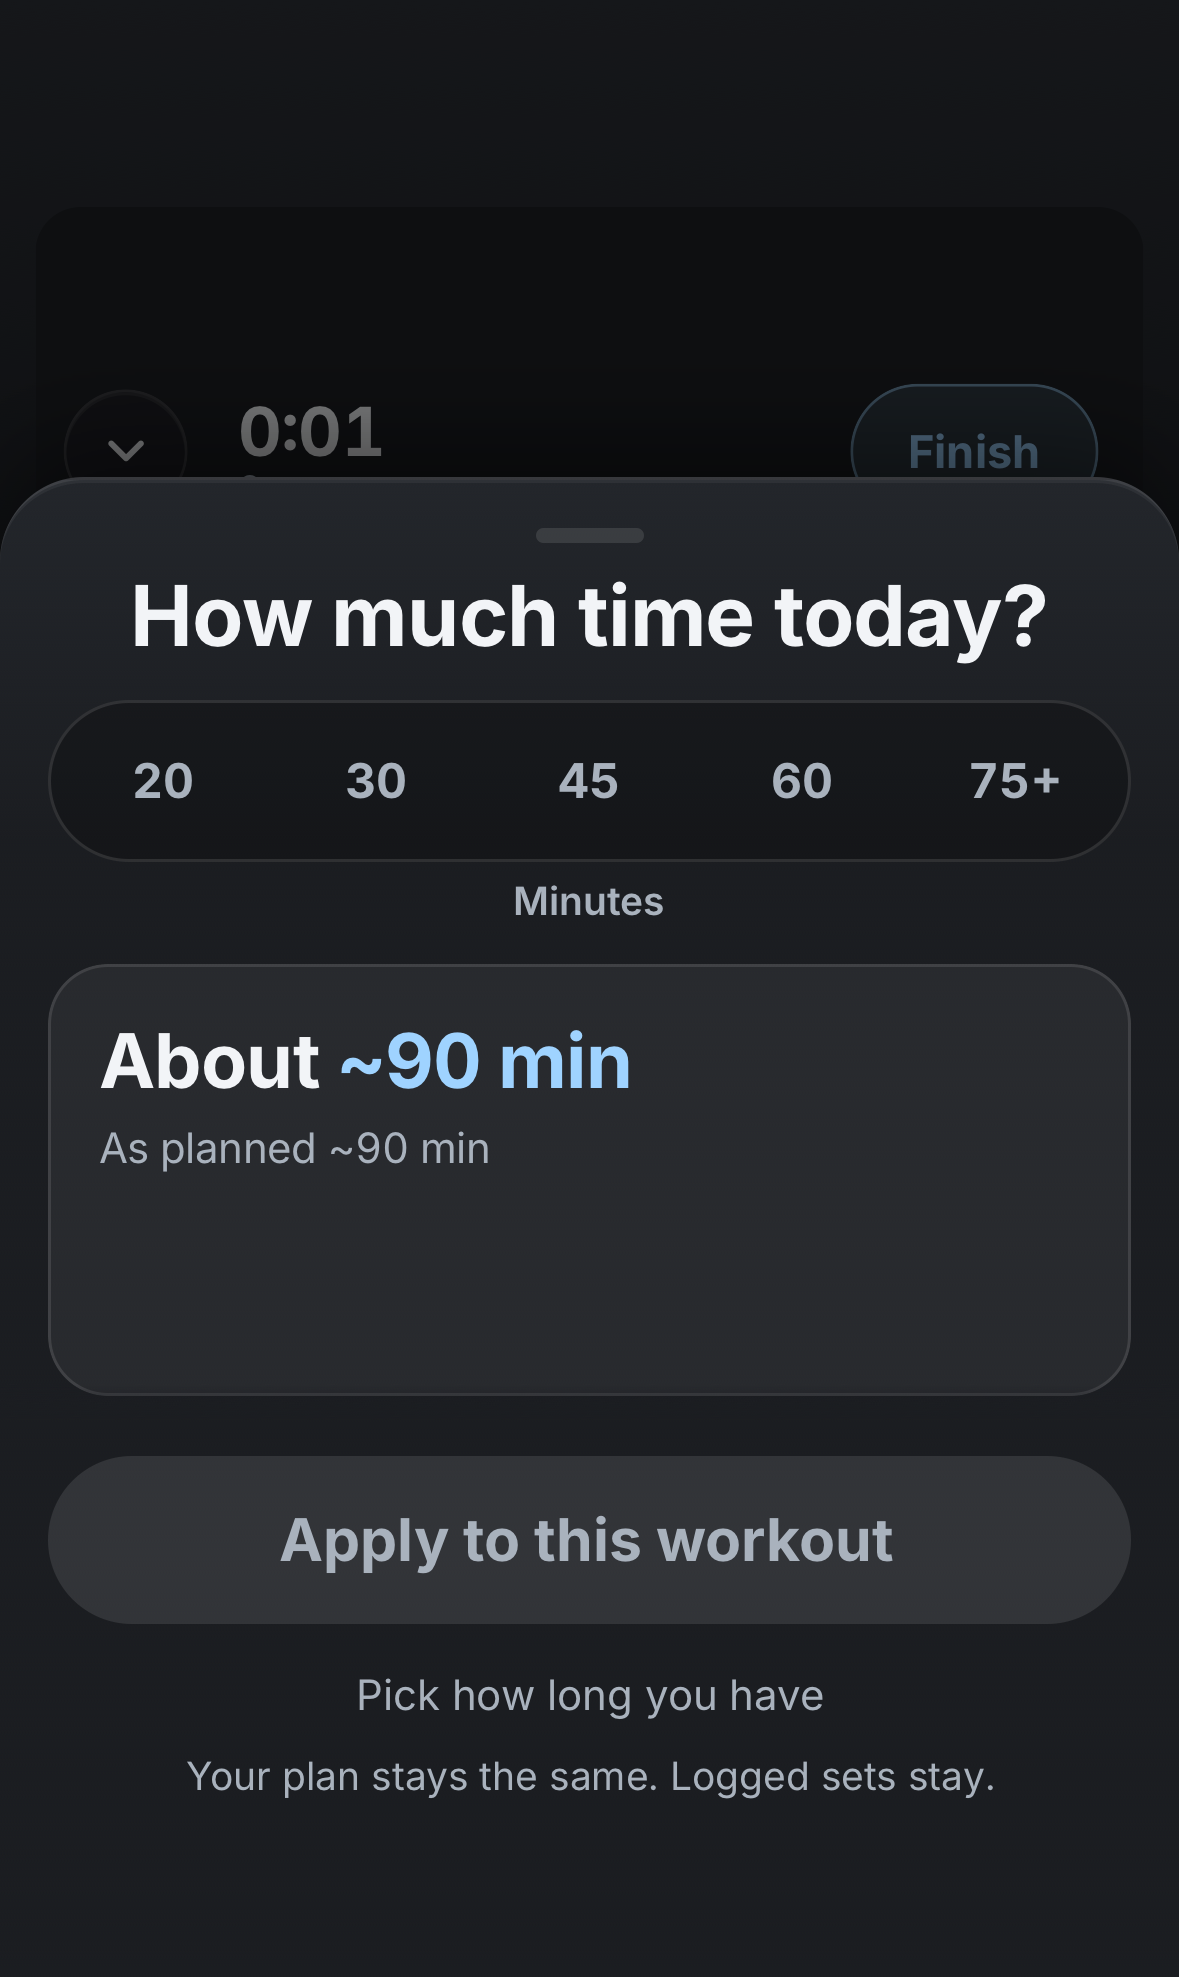 0:01
Finish
How much time today?
20 30 45 60 75+
Minutes
About ~90 min
As planned ~90 min
Apply to this workout
Pick how long you have
Your plan stays the same. Logged sets stay.